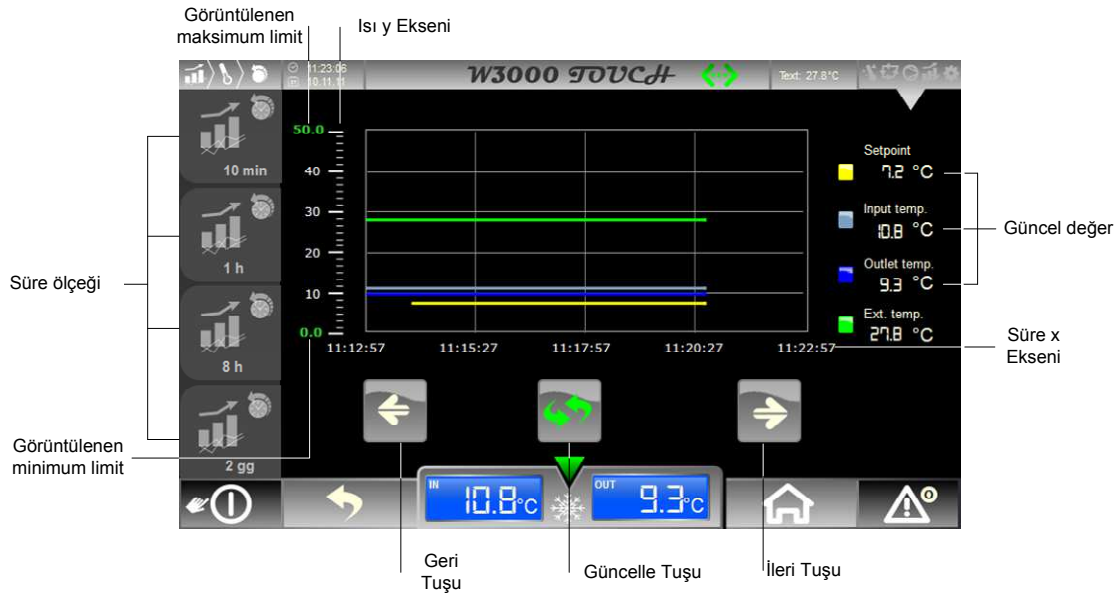 Görüntülenen
maksimum limit
Isı y Ekseni
11:23:06
10.11.11
W3000 TOUCH
Text: 27.8°C
10 min
1 h
8 h
2 gg
Süre ölçeği
50.0
40
30
20
10
0.0
11:12:57
11:15:27
11:17:57
11:20:27
11:22:57
Setpoint
7.2 °C
Input temp.
10.8 °C
Outlet temp.
9.3 °C
Ext. temp.
27.8 °C
Güncel değer
Süre x
Ekseni
Görüntülenen
minimum limit
IN
10.8°C
OUT
9.3°C
0
Geri
Tuşu
Güncelle Tuşu
İleri Tuşu